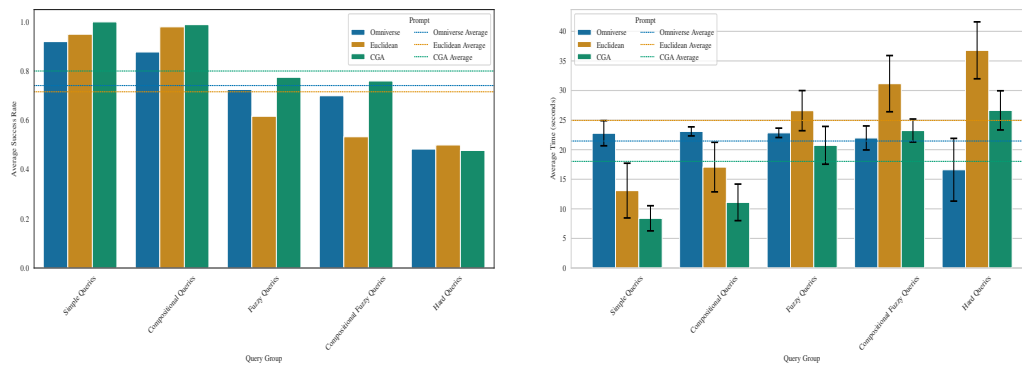 1.0
0.8
0.6
0.4
0.2
0.0
Average Success Rate
Prompt
Omniverse
Euclidean
CGA
Omniverse Average
Euclidean Average
CGA Average
Simple Queries
Compositional Queries
Fuzzy Queries
Compositional Fuzzy Queries
Hard Queries
Query Group
40
35
30
25
20
15
10
5
0
Average Time (seconds)
Prompt
Omniverse
Euclidean
CGA
Omniverse Average
Euclidean Average
CGA Average
Simple Queries
Compositional Queries
Fuzzy Queries
Compositional Fuzzy Queries
Hard Queries
Query Group